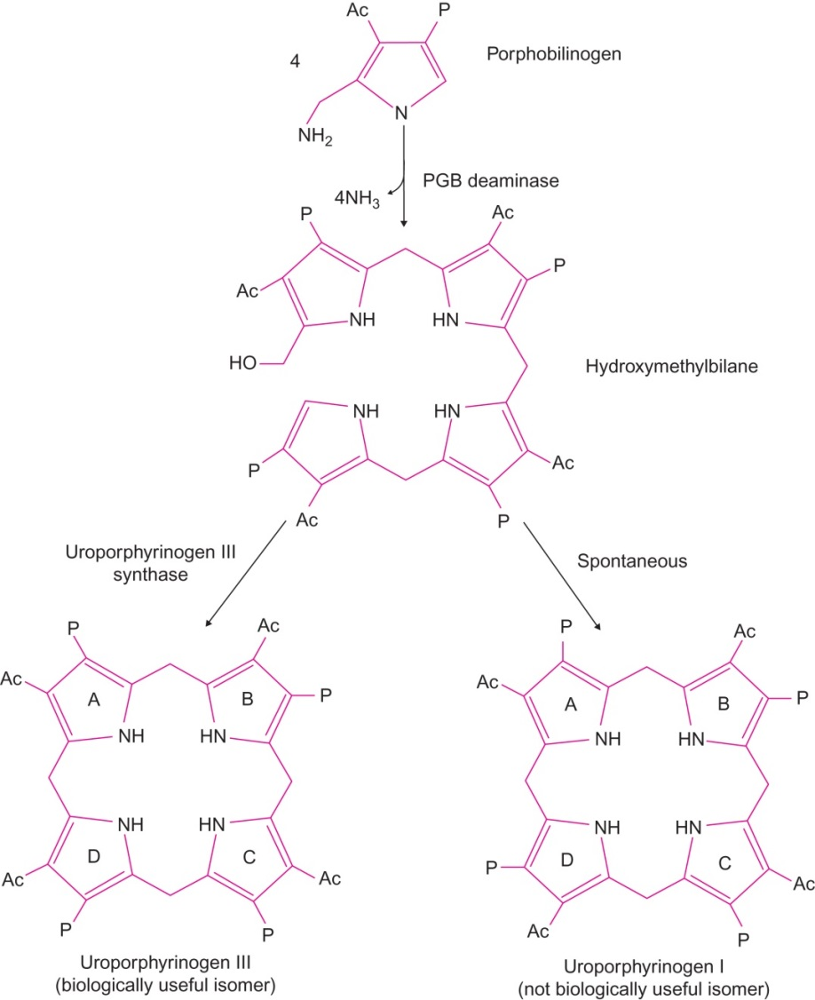 Ac
P
4
Porphobilinogen
N
NH2
PGB deaminase
4NH3
P
Ac
Ac
P
NH
HN
HO
Hydroxymethylbilane
NH
HN
P
Ac
Ac
P
Uroporphyrinogen III
synthase
Spontaneous
P
Ac
Ac
A
B
P
NH
HN
NH
HN
D
C
Ac
Ac
P
P
Uroporphyrinogen III
(biologically useful isomer)
P
Ac
Ac
A
B
P
NH
HN
NH
HN
P
D
C
Ac
Ac
P
Uroporphyrinogen I
(not biologically useful isomer)